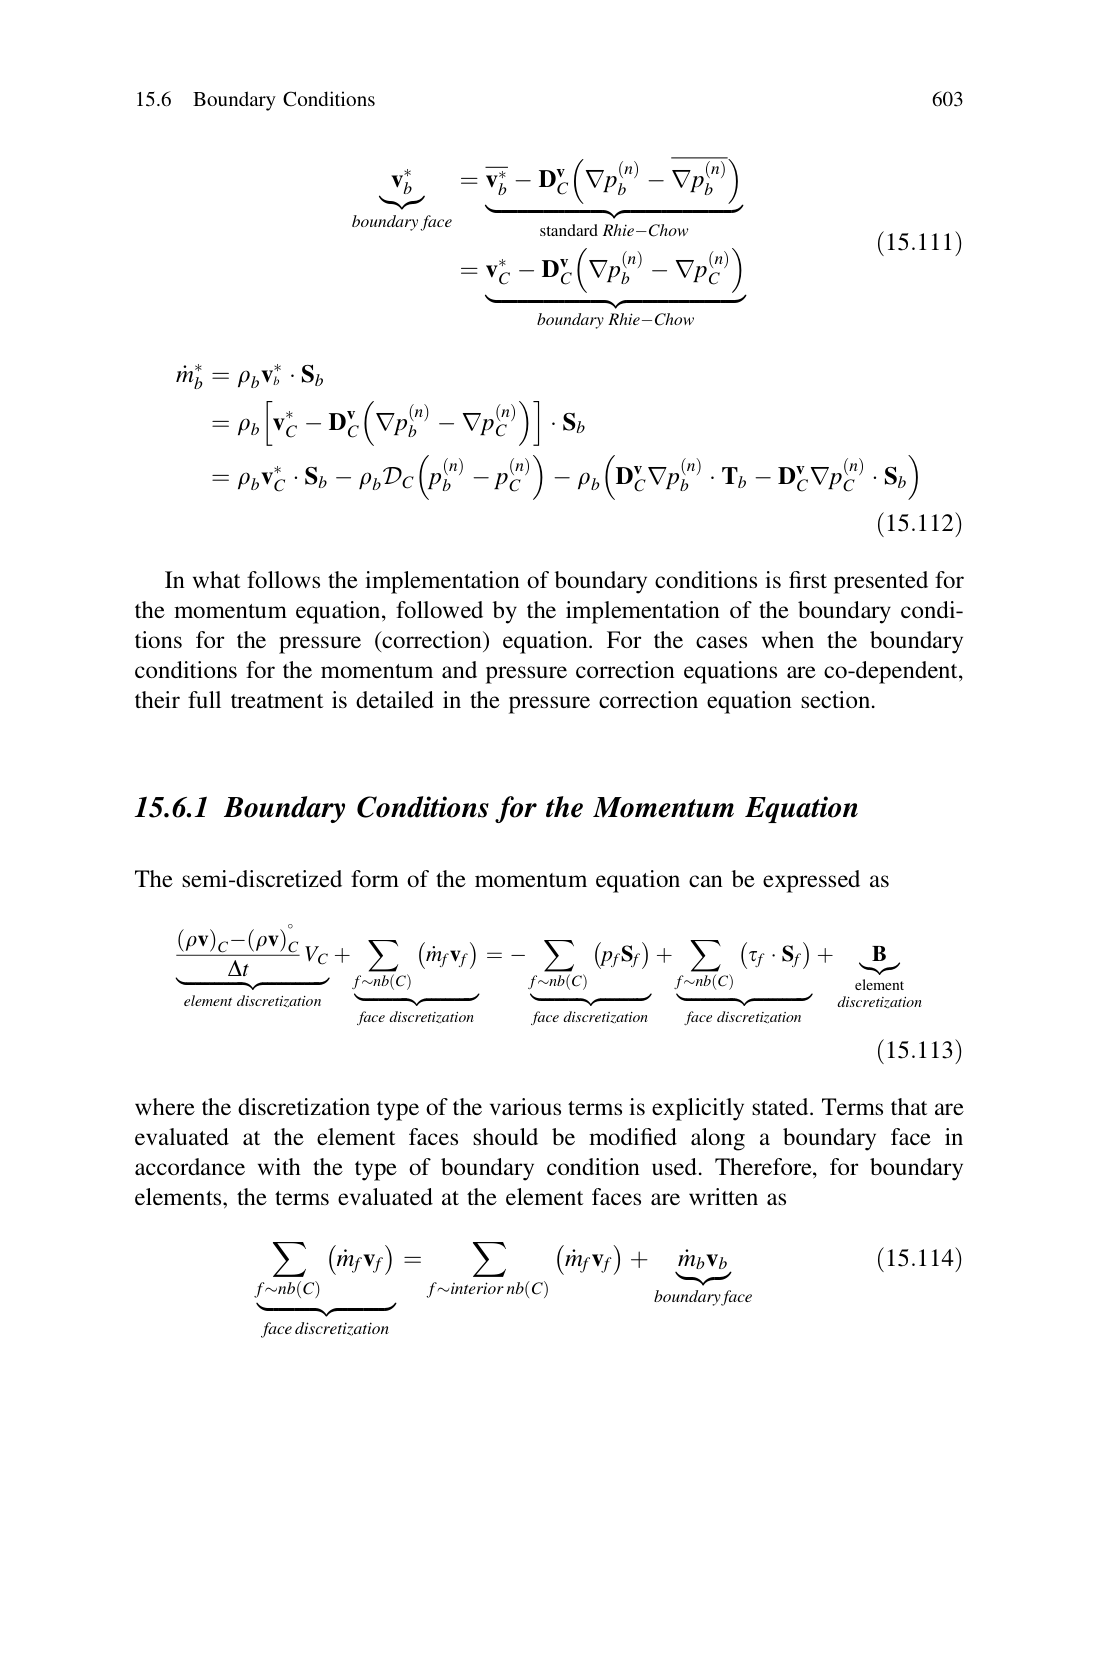 15.6 Boundary Conditions 603
$\underbrace{\mathbf{v}_b^*}_{boundary\ face} = \underbrace{\overline{\mathbf{v}_b^*} - \mathbf{D}_C^{\mathbf{v}}\left(\nabla p_b^{(n)} - \overline{\nabla p_b^{(n)}}\right)}_{\text{standard } Rhie-Chow}$
$= \underbrace{\mathbf{v}_C^* - \mathbf{D}_C^{\mathbf{v}}\left(\nabla p_b^{(n)} - \nabla p_C^{(n)}\right)}_{boundary\ Rhie-Chow}$ (15.111)
$\dot{m}_b^* = \rho_b \mathbf{v}_b^* \cdot \mathbf{S}_b$
$= \rho_b\left[\mathbf{v}_C^* - \mathbf{D}_C^{\mathbf{v}}\left(\nabla p_b^{(n)} - \nabla p_C^{(n)}\right)\right] \cdot \mathbf{S}_b$
$= \rho_b \mathbf{v}_C^* \cdot \mathbf{S}_b - \rho_b \mathcal{D}_C\left(p_b^{(n)} - p_C^{(n)}\right) - \rho_b\left(\mathbf{D}_C^{\mathbf{v}} \nabla p_b^{(n)} \cdot \mathbf{T}_b - \mathbf{D}_C^{\mathbf{v}} \nabla p_C^{(n)} \cdot \mathbf{S}_b\right)$
(15.112)
In what follows the implementation of boundary conditions is first presented for
the momentum equation, followed by the implementation of the boundary condi-
tions for the pressure (correction) equation. For the cases when the boundary
conditions for the momentum and pressure correction equations are co-dependent,
their full treatment is detailed in the pressure correction equation section.
15.6.1 Boundary Conditions for the Momentum Equation
The semi-discretized form of the momentum equation can be expressed as
$\underbrace{\frac{(\rho\mathbf{v})_C - (\rho\mathbf{v})_C^{\circ}}{\Delta t} V_C}_{element\ discretization} + \underbrace{\sum_{f \sim nb(C)} (\dot{m}_f \mathbf{v}_f)}_{face\ discretization} = -\underbrace{\sum_{f \sim nb(C)} (p_f \mathbf{S}_f)}_{face\ discretization} + \underbrace{\sum_{f \sim nb(C)} (\tau_f \cdot \mathbf{S}_f)}_{face\ discretization} + \underbrace{\mathbf{B}}_{\text{element } discretization}$
(15.113)
where the discretization type of the various terms is explicitly stated. Terms that are
evaluated at the element faces should be modified along a boundary face in
accordance with the type of boundary condition used. Therefore, for boundary
elements, the terms evaluated at the element faces are written as
$\underbrace{\sum_{f \sim nb(C)} (\dot{m}_f \mathbf{v}_f)}_{face\ discretization} = \sum_{f \sim interior\ nb(C)} (\dot{m}_f \mathbf{v}_f) + \underbrace{\dot{m}_b \mathbf{v}_b}_{boundary\ face}$ (15.114)